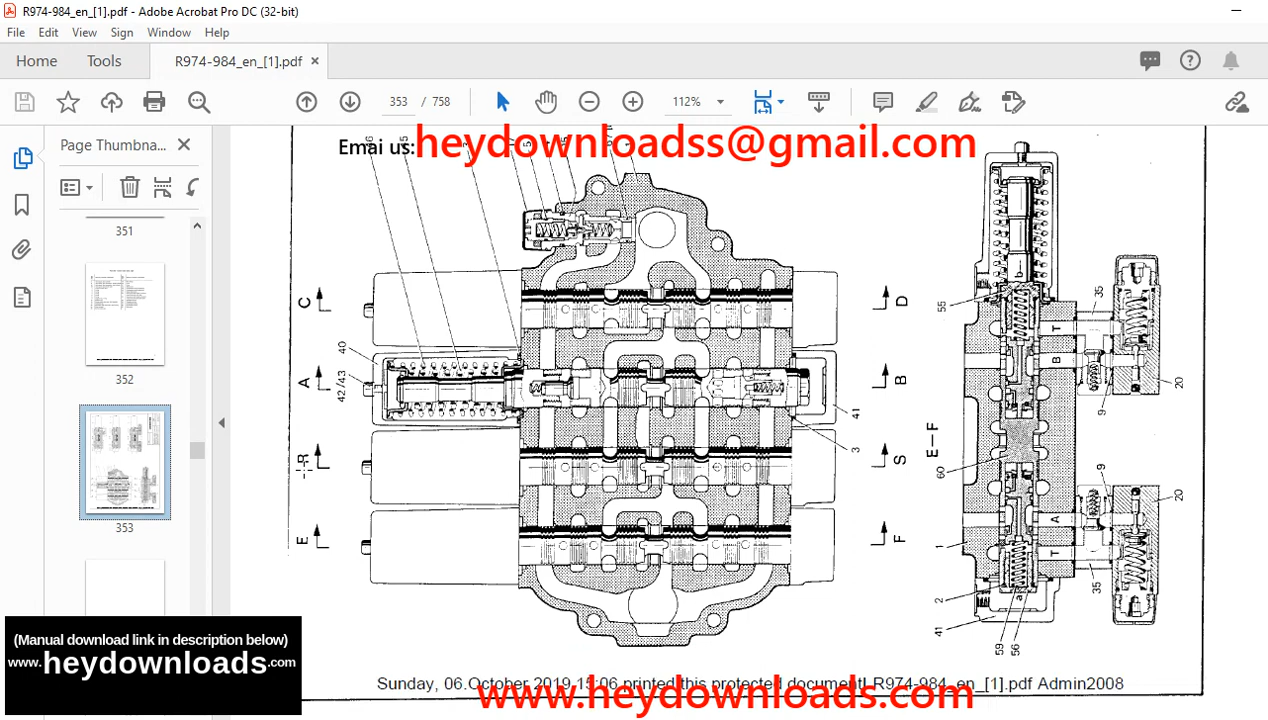 R974-984_en_[1].pdf - Adobe Acrobat Pro DC (32-bit)
File Edit View Sign Window Help
Home Tools R974-984_en_[1].pdf ×
353 / 758 112%
Page Thumbna...
351
352
353
Emai us: heydownloadss@gmail.com
C D
A B
R S
E F
40
42/43
41
3
E–F
55
60
1
2
41
59
56
b
a
T
B
A
T
35
9
20
9
35
20
(Manual download link in description below)
www.heydownloads.com
Sunday, 06.October 2019 15:06 printed this protected document! R974-984_en_[1].pdf Admin2008
www.heydownloads.com